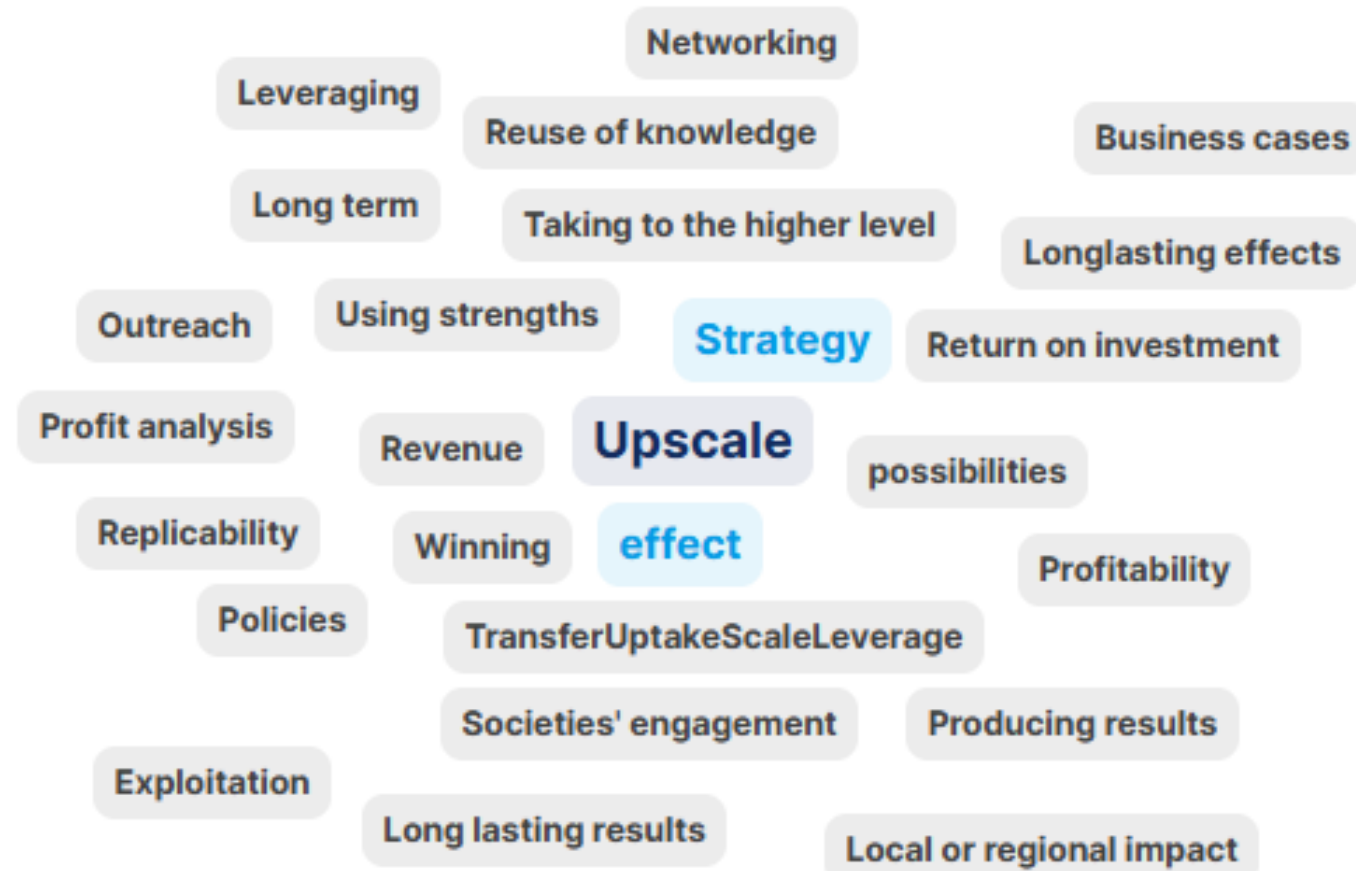 Networking
Leveraging
Reuse of knowledge
Business cases
Long term
Taking to the higher level
Longlasting effects
Outreach
Using strengths
Strategy
Return on investment
Profit analysis
Revenue
Upscale
possibilities
Replicability
Winning
effect
Profitability
Policies
TransferUptakeScaleLeverage
Societies' engagement
Producing results
Exploitation
Long lasting results
Local or regional impact